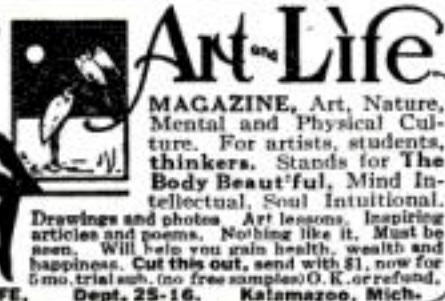 Art and Life
MAGAZINE, Art, Nature,
Mental and Physical Cul-
ture. For artists, students,
thinkers. Stands for The
Body Beaut'ful, Mind In-
tellectual, Soul Intuitional.
Drawings and photos. Art lessons. Inspiring
articles and poems. Nothing like it. Must be
seen. Will help you gain health, wealth and
happiness. Cut this out, send with $1, now for
5 mo. trial sub. (no free samples) O. K. or refund.
FE. Dept. 25-16. Kalamazoo, Mich.